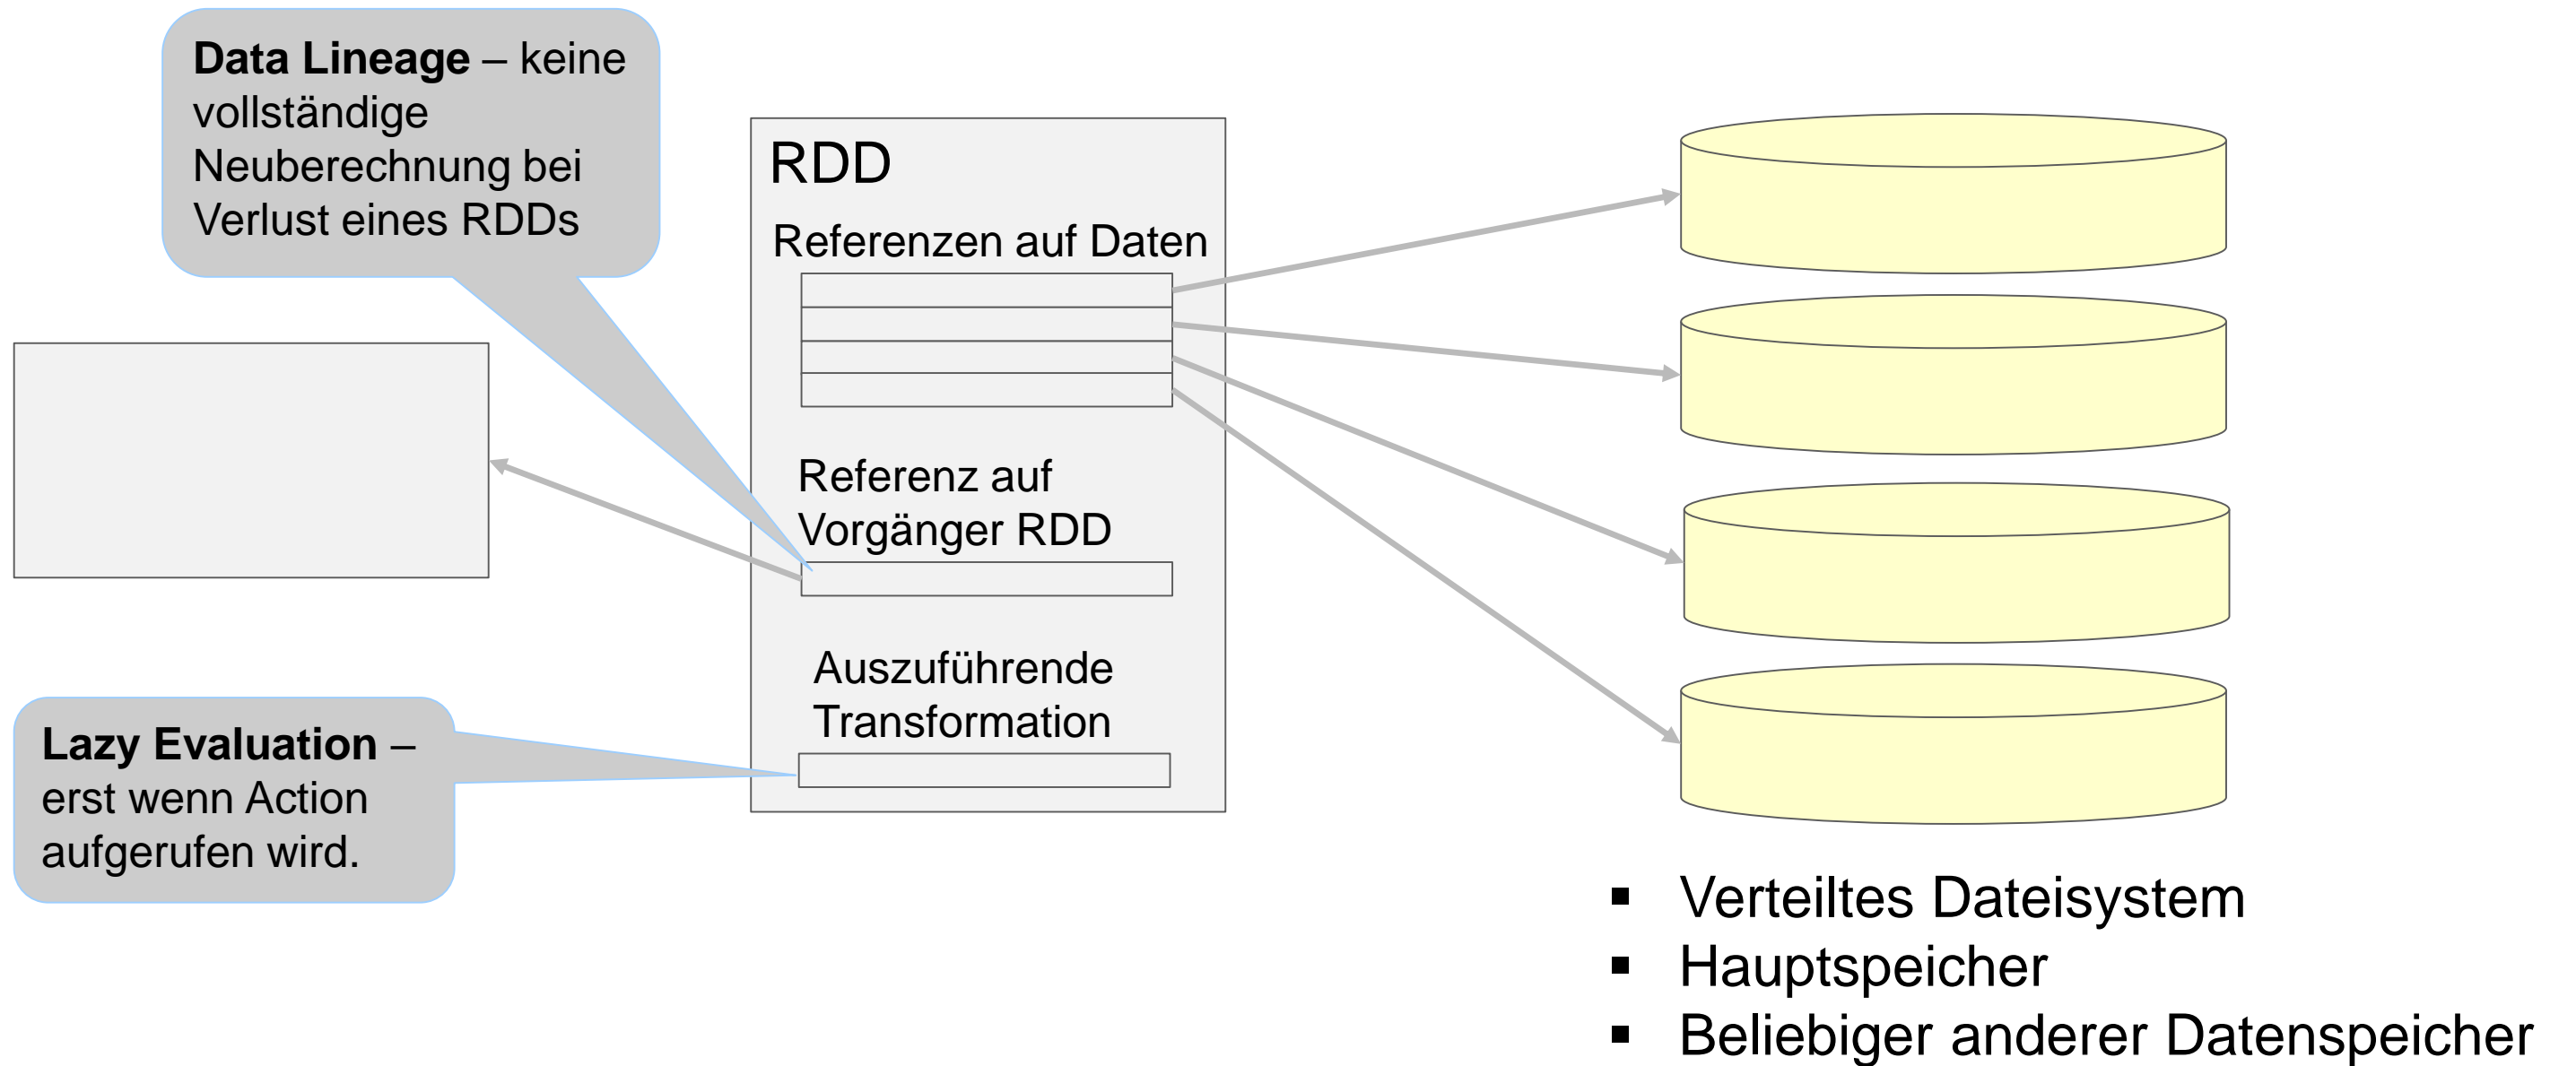 Data Lineage – keine
vollständige
Neuberechnung bei
Verlust eines RDDs
RDD
Referenzen auf Daten
Referenz auf
Vorgänger RDD
Auszuführende
Transformation
Lazy Evaluation –
erst wenn Action
aufgerufen wird.
▪ Verteiltes Dateisystem
▪ Hauptspeicher
▪ Beliebiger anderer Datenspeicher